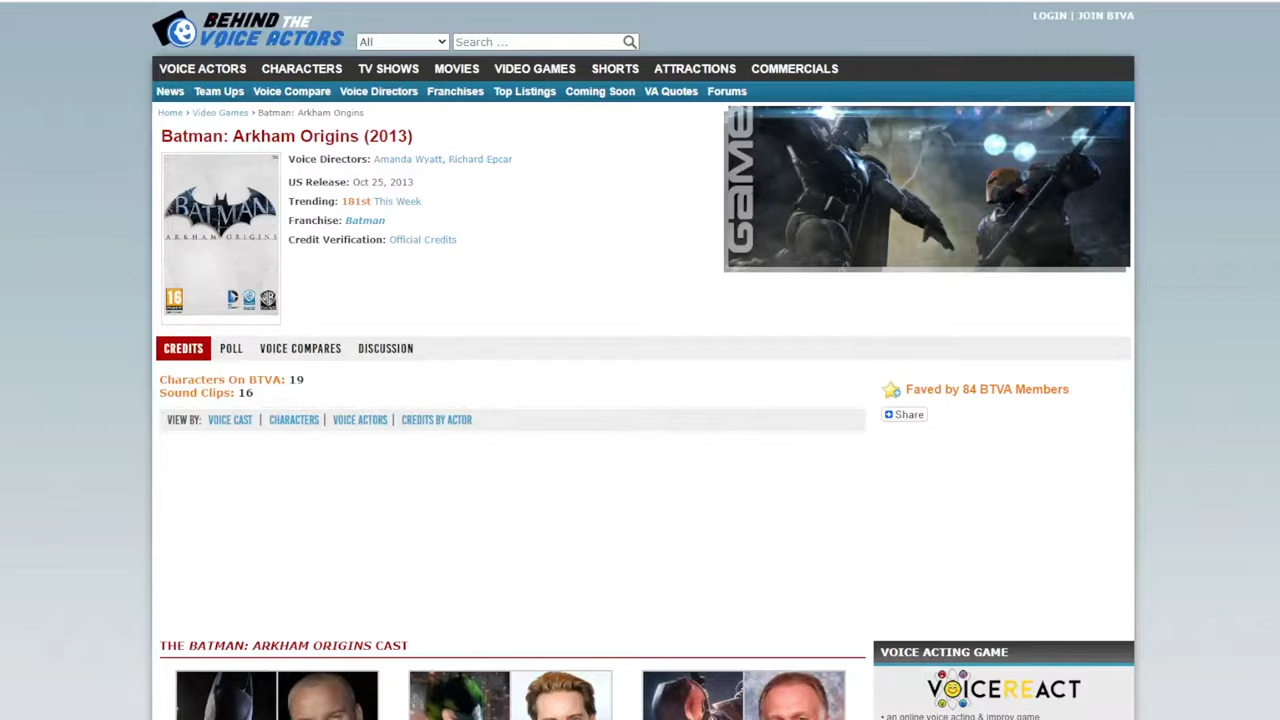 LOGIN | JOIN BTVA
BEHIND THE
VOICE ACTORS
All
Search ...
VOICE ACTORS CHARACTERS TV SHOWS MOVIES VIDEO GAMES SHORTS ATTRACTIONS COMMERCIALS
News Team Ups Voice Compare Voice Directors Franchises Top Listings Coming Soon VA Quotes Forums
Home › Video Games › Batman: Arkham Origins
Batman: Arkham Origins (2013)
BATMAN
ARKHAM ORIGINS
16
Voice Directors: Amanda Wyatt, Richard Epcar
US Release: Oct 25, 2013
Trending: 181st This Week
Franchise: Batman
Credit Verification: Official Credits
GAME
CREDITS POLL VOICE COMPARES DISCUSSION
Characters On BTVA: 19
Sound Clips: 16
Faved by 84 BTVA Members
Share
VIEW BY: VOICE CAST | CHARACTERS | VOICE ACTORS | CREDITS BY ACTOR
THE BATMAN: ARKHAM ORIGINS CAST
VOICE ACTING GAME
VOICEREACT
• an online voice acting & improv game